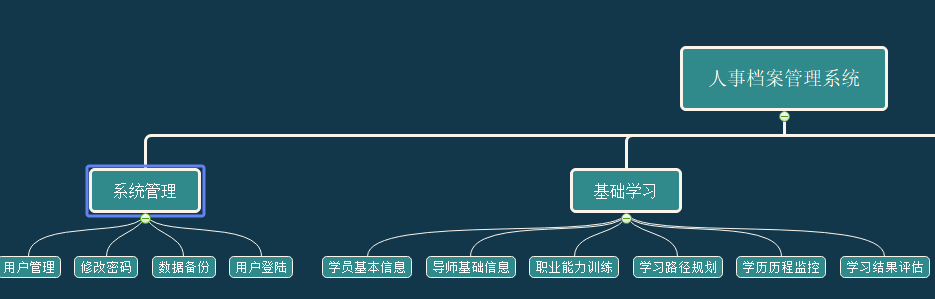 人事档案管理系统
系统管理
基础学习
用户管理
修改密码
数据备份
用户登陆
学员基本信息
导师基础信息
职业能力训练
学习路径规划
学历历程监控
学习结果评估